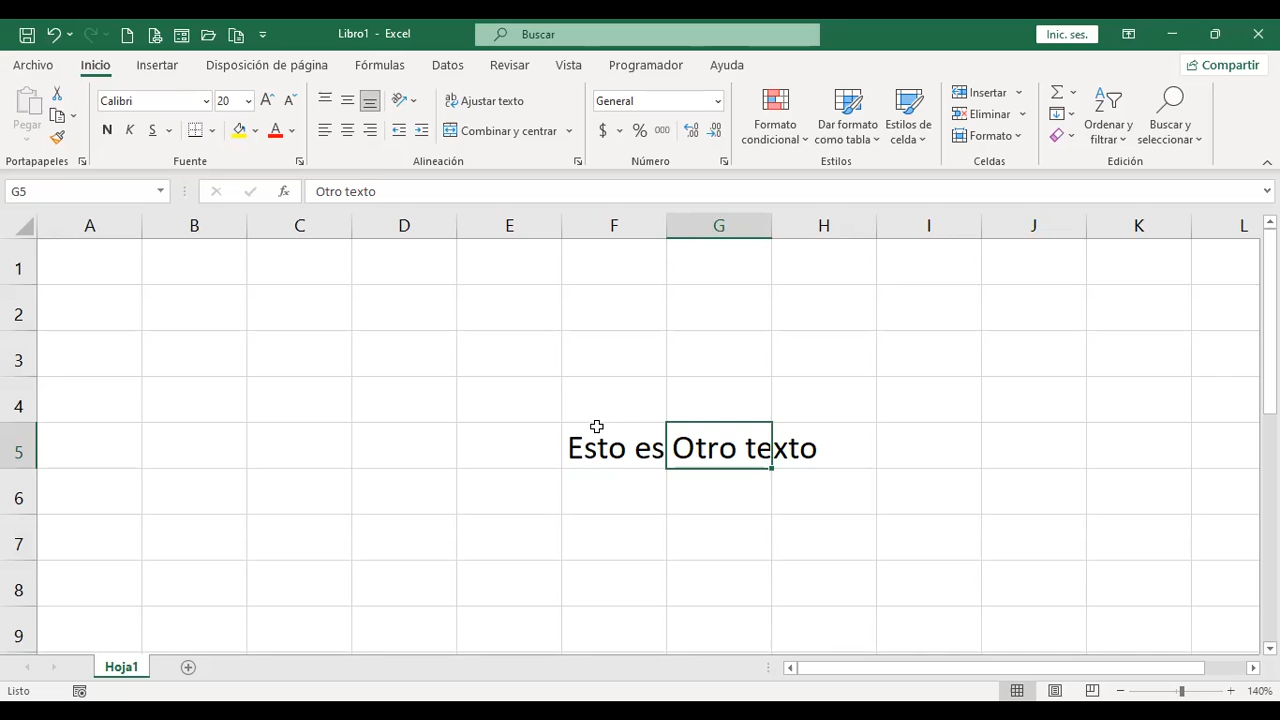 Libro1 - Excel
Buscar
Inic. ses.
Archivo Inicio Insertar Disposición de página Fórmulas Datos Revisar Vista Programador Ayuda Compartir
Pegar
Calibri 20
N K S A
Ajustar texto
Combinar y centrar
General
$ % 000
Formato condicional
Dar formato como tabla
Estilos de celda
Insertar
Eliminar
Formato
Ordenar y filtrar
Buscar y seleccionar
Portapapeles Fuente Alineación Número Estilos Celdas Edición
G5 fx Otro texto
A B C D E F G H I J K L
1
2
3
4
5 Esto es Otro texto
6
7
8
9
Hoja1
Listo 140%